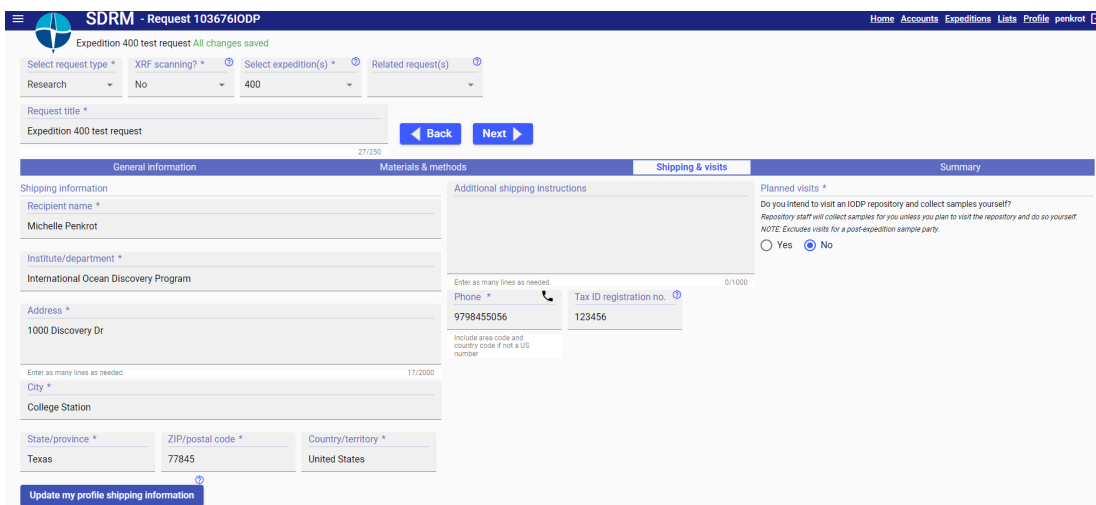 SDRM - Request 103676IODP
Home Accounts Expeditions Lists Profile penkrot
Expedition 400 test request All changes saved
Select request type * XRF scanning? * Select expedition(s) * Related request(s)
Research No 400
Request title *
Expedition 400 test request
Back Next
27/250
General information Materials & methods Shipping & visits Summary
Shipping information
Recipient name *
Michelle Penkrot
Institute/department *
International Ocean Discovery Program
Address *
1000 Discovery Dr
Enter as many lines as needed. 17/2000
City *
College Station
State/province * ZIP/postal code * Country/territory *
Texas 77845 United States
Update my profile shipping information
Additional shipping instructions
Enter as many lines as needed. 0/1000
Phone * Tax ID registration no.
9798455056 123456
Include area code and
country code if not a US
number
Planned visits *
Do you intend to visit an IODP repository and collect samples yourself?
Repository staff will collect samples for you unless you plan to visit the repository and do so yourself.
NOTE: Excludes visits for a post-expedition sample party.
Yes No